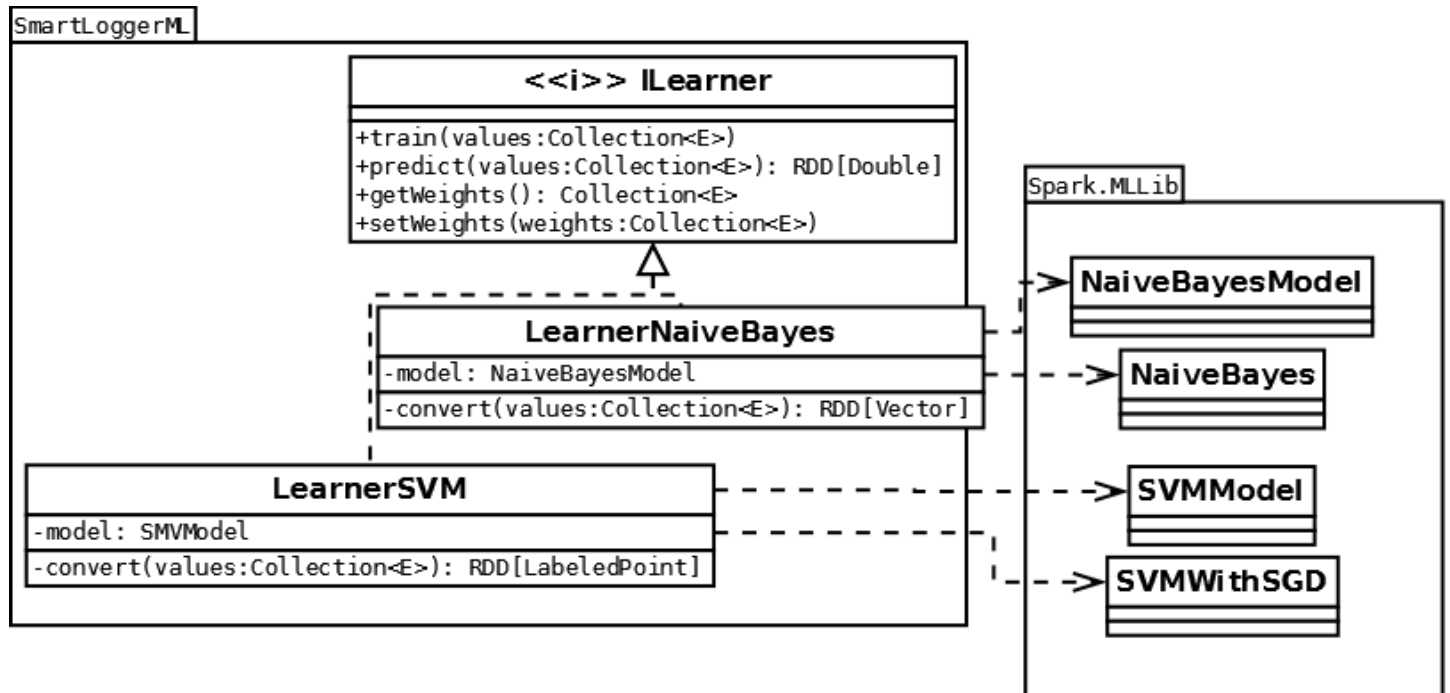 SmartLoggerML
<<i>> ILearner
+train(values:Collection<E>)
+predict(values:Collection<E>): RDD[Double]
+getWeights(): Collection<E>
+setWeights(weights:Collection<E>)
LearnerNaiveBayes
-model: NaiveBayesModel
-convert(values:Collection<E>): RDD[Vector]
LearnerSVM
-model: SMVModel
-convert(values:Collection<E>): RDD[LabeledPoint]
Spark.MLLib
NaiveBayesModel
NaiveBayes
SVMModel
SVMWithSGD